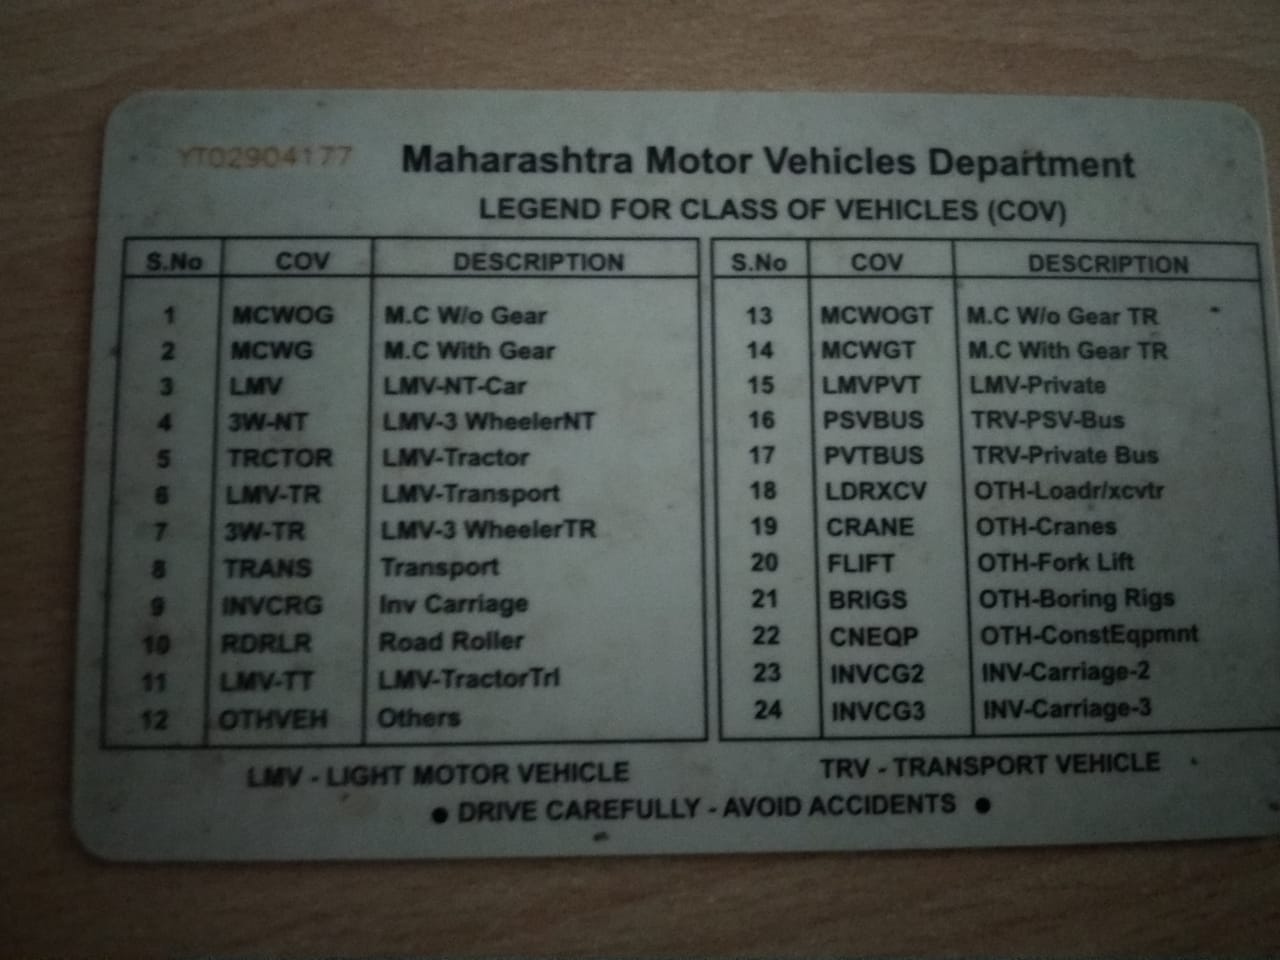 YT02904177 Maharashtra Motor Vehicles Department
LEGEND FOR CLASS OF VEHICLES (COV)
S.No COV DESCRIPTION S.No COV DESCRIPTION
1 MCWOG M.C W/o Gear 13 MCWOGT M.C W/o Gear TR
2 MCWG M.C With Gear 14 MCWGT M.C With Gear TR
3 LMV LMV-NT-Car 15 LMVPVT LMV-Private
4 3W-NT LMV-3 WheelerNT 16 PSVBUS TRV-PSV-Bus
5 TRCTOR LMV-Tractor 17 PVTBUS TRV-Private Bus
6 LMV-TR LMV-Transport 18 LDRXCV OTH-Loadr/xcvtr
7 3W-TR LMV-3 WheelerTR 19 CRANE OTH-Cranes
8 TRANS Transport 20 FLIFT OTH-Fork Lift
9 INVCRG Inv Carriage 21 BRIGS OTH-Boring Rigs
10 RDRLR Road Roller 22 CNEQP OTH-ConstEqpmnt
11 LMV-TT LMV-TractorTrl 23 INVCG2 INV-Carriage-2
12 OTHVEH Others 24 INVCG3 INV-Carriage-3
LMV - LIGHT MOTOR VEHICLE TRV - TRANSPORT VEHICLE
● DRIVE CAREFULLY - AVOID ACCIDENTS ●